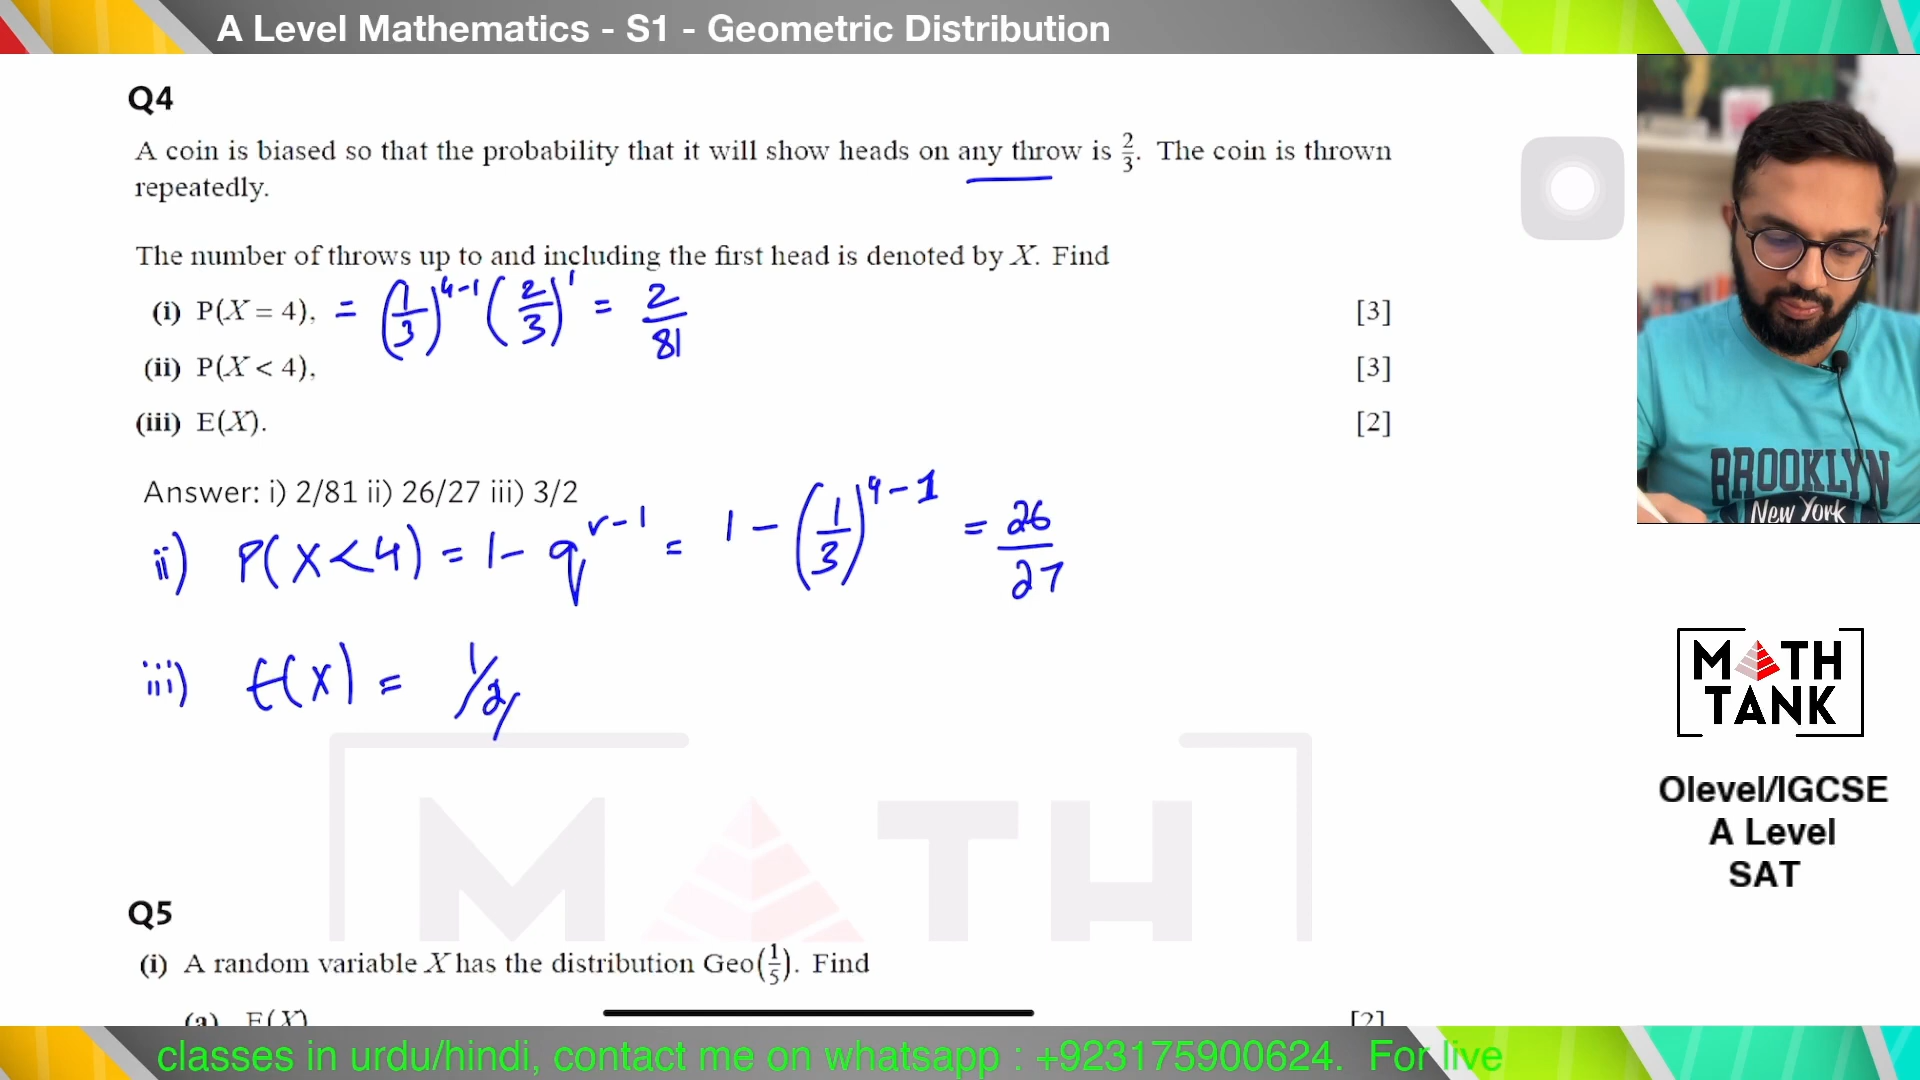 A Level Mathematics - S1 - Geometric Distribution
Q4
A coin is biased so that the probability that it will show heads on any throw is 2/3. The coin is thrown
repeatedly.
The number of throws up to and including the first head is denoted by X. Find
(i) P(X = 4), = (1/3)^4-1 (2/3)^1 = 2/81 [3]
(ii) P(X < 4), [3]
(iii) E(X). [2]
Answer: i) 2/81 ii) 26/27 iii) 3/2
ii) P(X<4) = 1- q^r-1 = 1 - (1/3)^4-1 = 26/27
iii) E(X) = 1/2/
Q5
(i) A random variable X has the distribution Geo(1/5). Find
(a) E(X) [2]
BROOKLYN
New York
MATH
TANK
Olevel/IGCSE
A Level
SAT
MATH
classes in urdu/hindi, contact me on whatsapp : +923175900624. For live